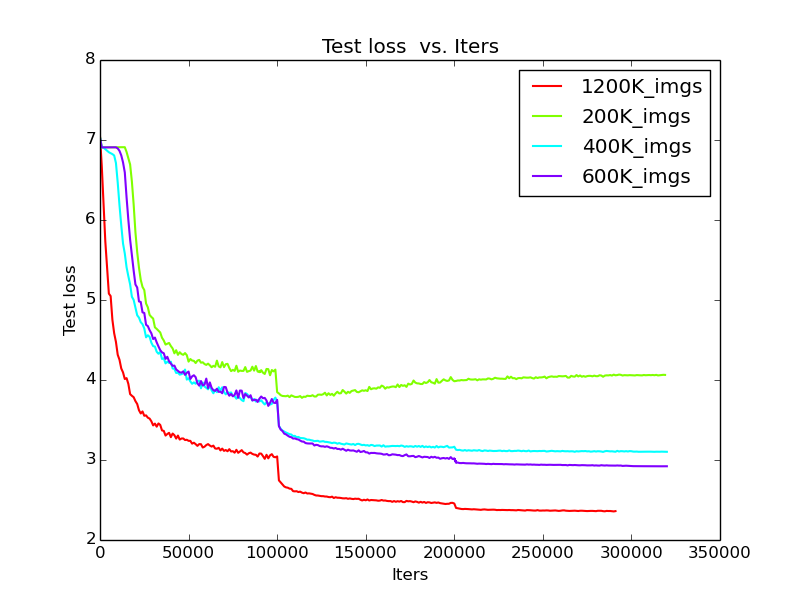 Test loss  vs. Iters
8
7
6
5
4
3
2
Test loss
1200K_imgs
200K_imgs
400K_imgs
600K_imgs
0 50000 100000 150000 200000 250000 300000 350000
Iters